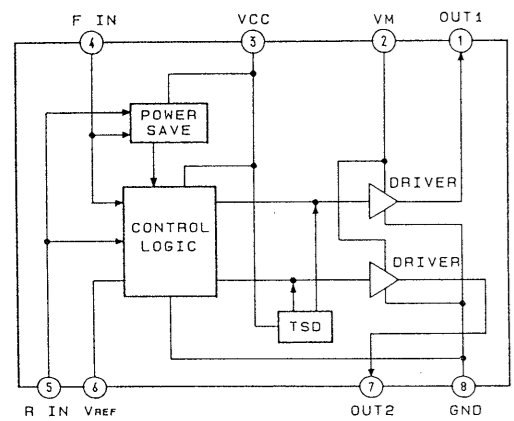 F IN VCC VM OUT1
4 3 2 1
POWER
SAVE
DRIVER
CONTROL
LOGIC
DRIVER
TSD
5 6 7 8
R IN VREF OUT2 GND